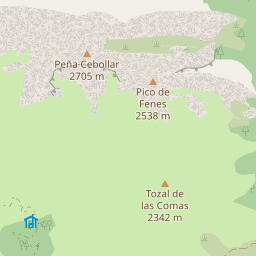 Peña Cebollar
2705 m
Pico de
Fenes
2538 m
Tozal de
las Comas
2342 m